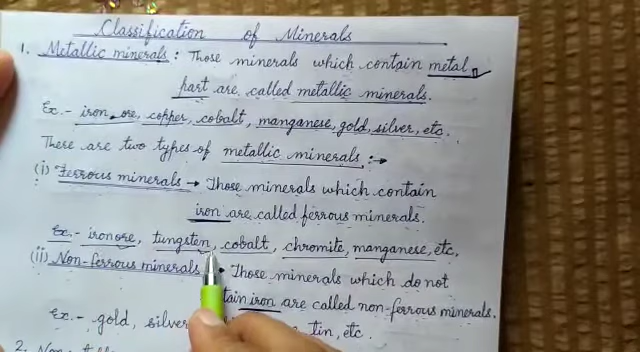 Classification of Minerals
1. Metallic minerals : Those minerals which contain metal
part are called metallic minerals.
Ex.- iron ore, copper, cobalt, manganese, gold, silver, etc.
There are two types of metallic minerals :→
(i) Ferrous minerals → Those minerals which contain
iron are called ferrous minerals.
Ex.- iron ore, tungsten, cobalt, chromite, manganese, etc,
(ii) Non-ferrous minerals Those minerals which do not
iron are called non-ferrous minerals.
Ex.- gold, silver tin, etc.
2.